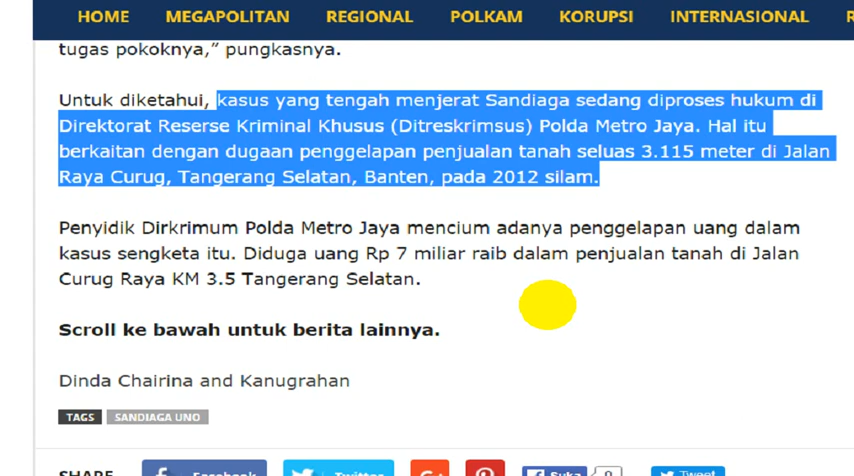 HOME MEGAPOLITAN REGIONAL POLKAM KORUPSI INTERNASIONAL
tugas pokoknya,” pungkasnya.
Untuk diketahui, kasus yang tengah menjerat Sandiaga sedang diproses hukum di
Direktorat Reserse Kriminal Khusus (Ditreskrimsus) Polda Metro Jaya. Hal itu
berkaitan dengan dugaan penggelapan penjualan tanah seluas 3.115 meter di Jalan
Raya Curug, Tangerang Selatan, Banten, pada 2012 silam.
Penyidik Dirkrimum Polda Metro Jaya mencium adanya penggelapan uang dalam
kasus sengketa itu. Diduga uang Rp 7 miliar raib dalam penjualan tanah di Jalan
Curug Raya KM 3.5 Tangerang Selatan.
Scroll ke bawah untuk berita lainnya.
Dinda Chairina and Kanugrahan
TAGS SANDIAGA UNO
SHARE Facebook Twitter G+ Suka 0 Tweet